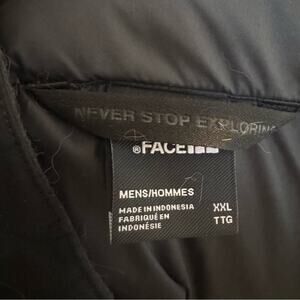 NEVER STOP EXPLORING
®FACE
MENS/HOMMES
MADE IN INDONESIA XXL
FABRIQUÉ EN TTG
INDONÉSIE